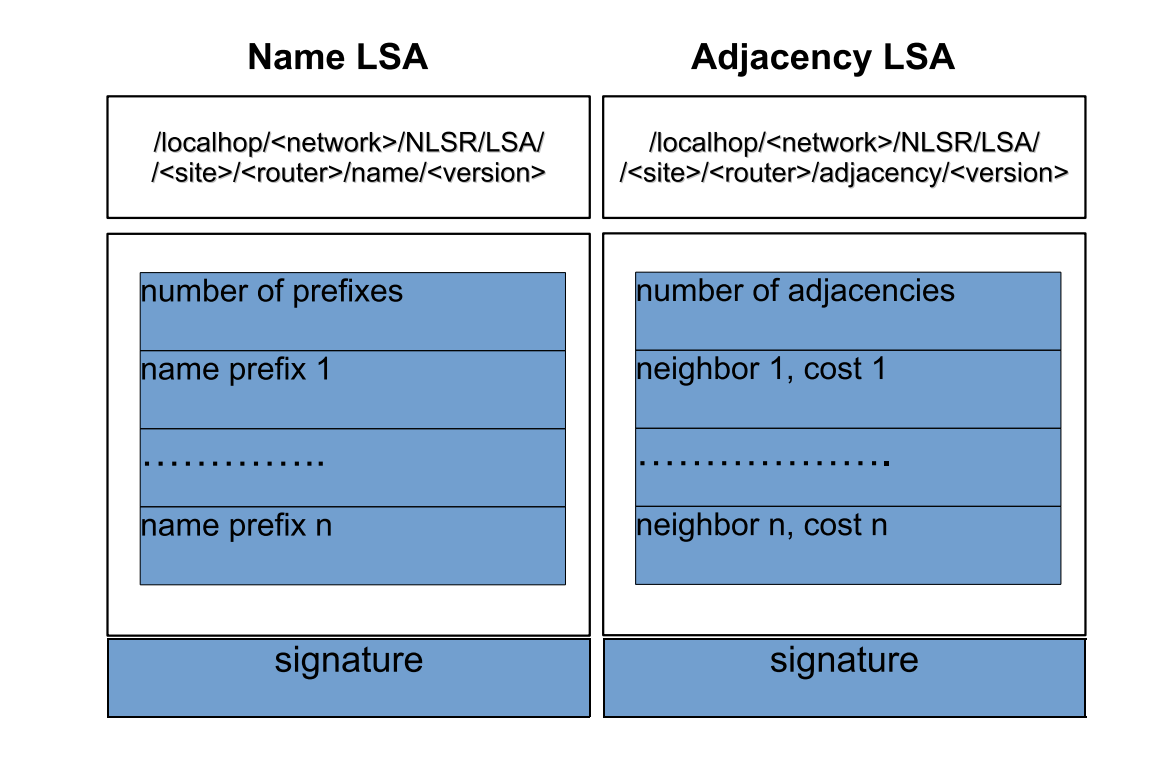 Name LSA
/localhop/<network>/NLSR/LSA/
/<site>/<router>/name/<version>
number of prefixes
name prefix 1
…………..
name prefix n
signature
Adjacency LSA
/localhop/<network>/NLSR/LSA/
/<site>/<router>/adjacency/<version>
number of adjacencies
neighbor 1, cost 1
……………….
neighbor n, cost n
signature